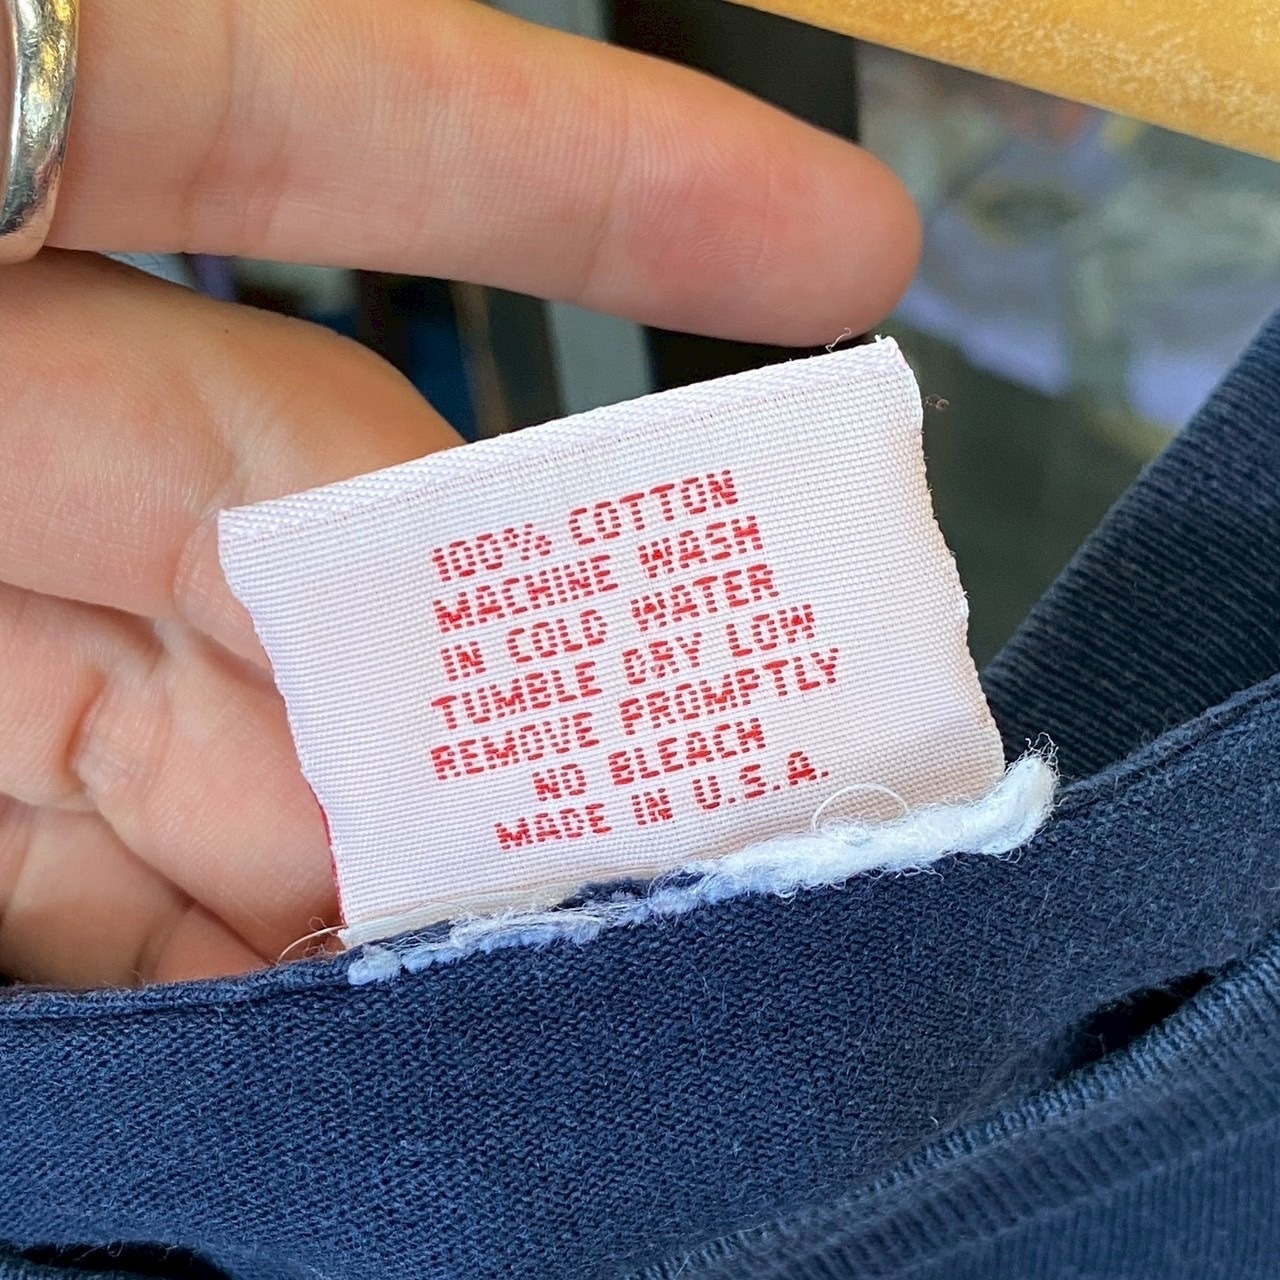 100% COTTON
MACHINE WASH
IN COLD WATER
TUMBLE DRY LOW
REMOVE PROMPTLY
NO BLEACH
MADE IN U.S.A.